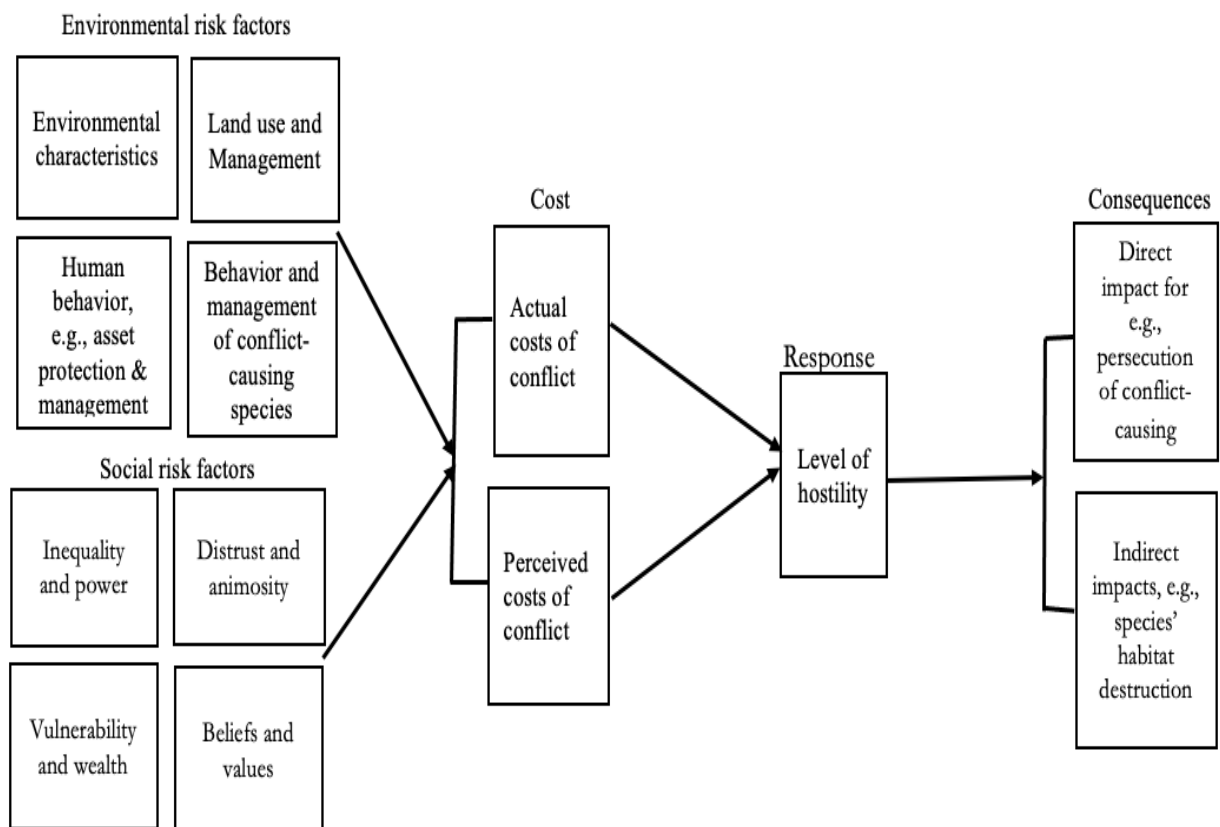 Environmental risk factors
Environmental
characteristics
Land use and
Management
Human
behavior,
e.g., asset
protection &
management
Behavior and
management
of conflict-
causing
species
Social risk factors
Inequality
and power
Distrust and
animosity
Vulnerability
and wealth
Beliefs and
values
Cost
Actual
costs of
conflict
Perceived
costs of
conflict
Response
Level of
hostility
Consequences
Direct
impact for
e.g.,
persecution
of conflict-
causing
Indirect
impacts, e.g.,
species'
habitat
destruction